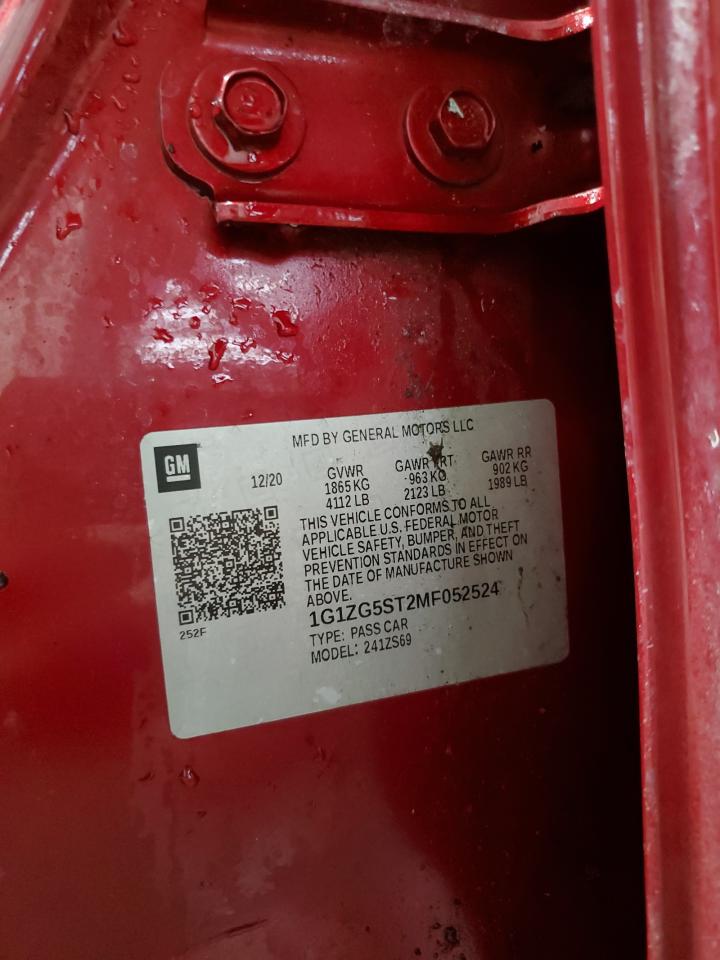 MFD BY GENERAL MOTORS LLC
GM
12/20
GVWR GAWR FRT GAWR RR
1865 KG 963 KG 902 KG
4112 LB 2123 LB 1989 LB
THIS VEHICLE CONFORMS TO ALL
APPLICABLE U.S. FEDERAL MOTOR
VEHICLE SAFETY, BUMPER, AND THEFT
PREVENTION STANDARDS IN EFFECT ON
THE DATE OF MANUFACTURE SHOWN
ABOVE.
1G1ZG5ST2MF052524
TYPE: PASS CAR
MODEL: 241ZS69
252F